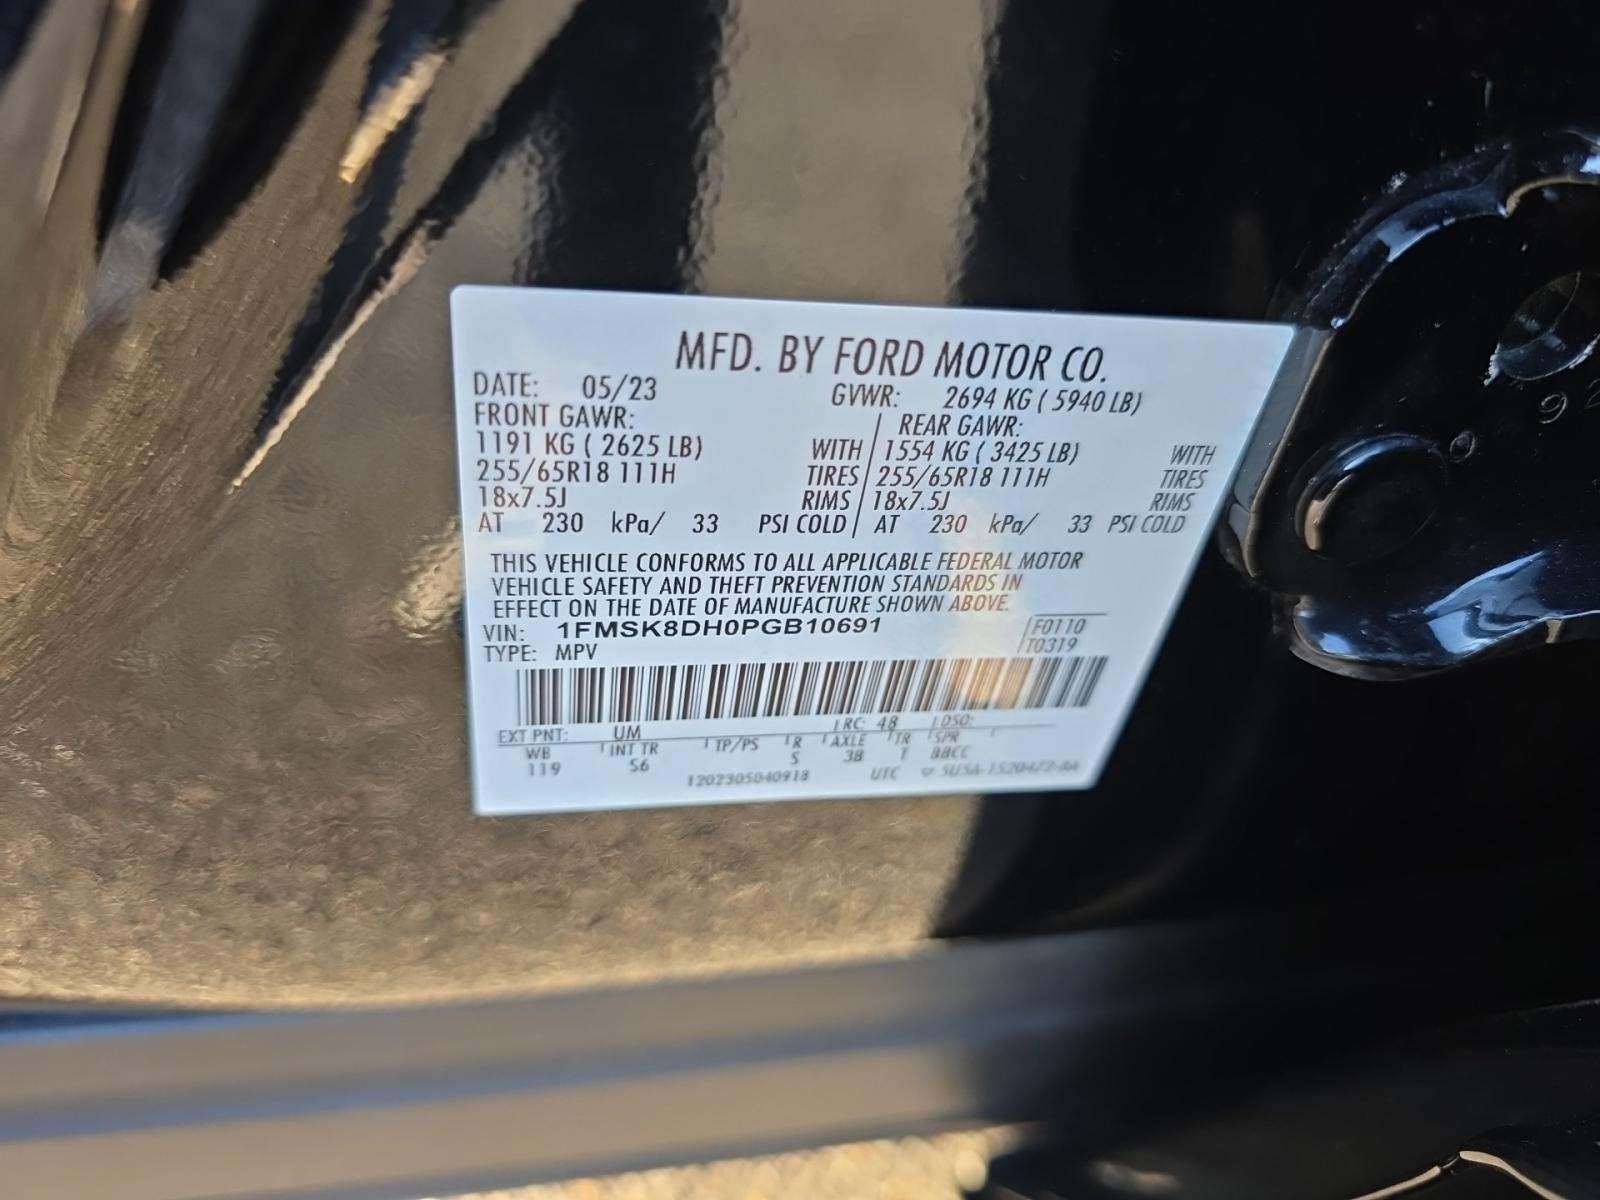 MFD. BY FORD MOTOR CO.
DATE: 05/23 GVWR: 2694 KG ( 5940 LB)
FRONT GAWR: REAR GAWR:
1191 KG ( 2625 LB) WITH 1554 KG ( 3425 LB) WITH
255/65R18 111H TIRES 255/65R18 111H TIRES
18x7.5J RIMS 18x7.5J RIMS
AT 230 kPa/ 33 PSI COLD AT 230 kPa/ 33 PSI COLD
THIS VEHICLE CONFORMS TO ALL APPLICABLE FEDERAL MOTOR
VEHICLE SAFETY AND THEFT PREVENTION STANDARDS IN
EFFECT ON THE DATE OF MANUFACTURE SHOWN ABOVE.
VIN: 1FMSK8DH0PGB10691 F0110
TYPE: MPV T0319
EXT PNT: UM RC: 48 DSO:
WB INT TR TP/PS R AXLE TR SPR
119 S6 S 3B T BBCC
1202305040918 UTC
92